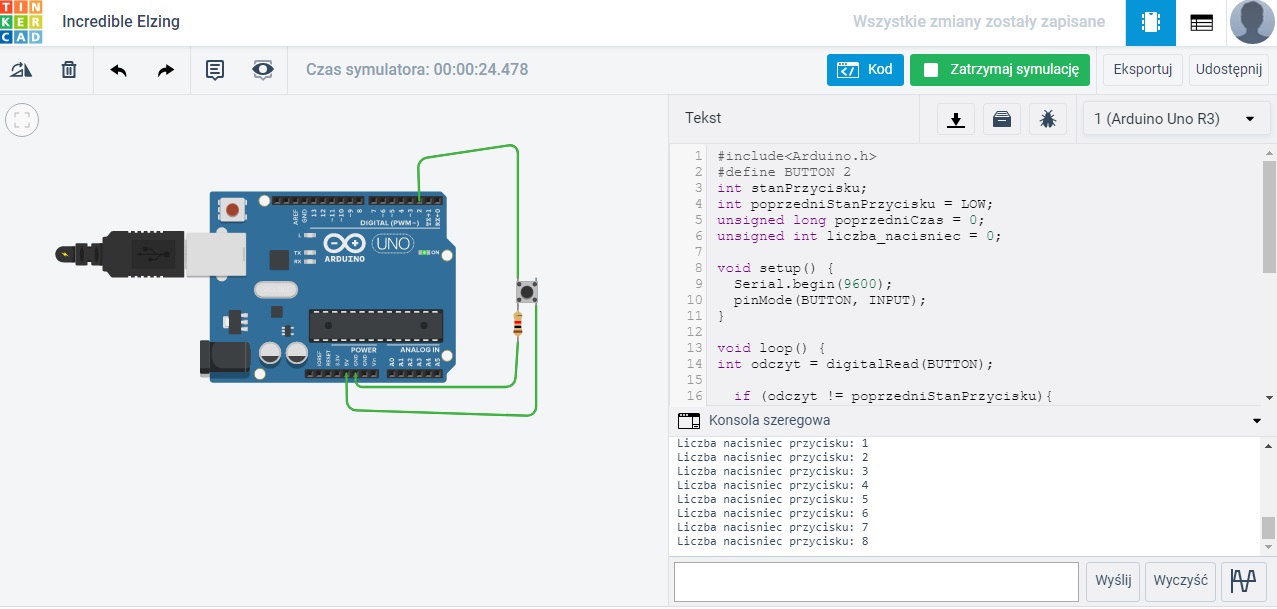 TIN
KER
CAD
Incredible Elzing
Wszystkie zmiany zostały zapisane
Czas symulatora: 00:00:24.478
Kod
Zatrzymaj symulację
Eksportuj
Udostępnij
Tekst
1 (Arduino Uno R3)
1 #include<Arduino.h>
2 #define BUTTON 2
3 int stanPrzycisku;
4 int poprzedniStanPrzycisku = LOW;
5 unsigned long poprzedniCzas = 0;
6 unsigned int liczba_nacisniec = 0;
7
8 void setup() {
9 Serial.begin(9600);
10 pinMode(BUTTON, INPUT);
11 }
12
13 void loop() {
14 int odczyt = digitalRead(BUTTON);
15
16 if (odczyt != poprzedniStanPrzycisku){
AREF
GND
13
12
~11
~10
~9
8
7
~6
~5
4
~3
2
TX→1
RX←0
DIGITAL (PWM~)
L
TX
RX
UNO
ARDUINO
ON
POWER
ANALOG IN
IOREF
RESET
3.3V
5V
GND
GND
Vin
A0
A1
A2
A3
A4
A5
Konsola szeregowa
Liczba nacisniec przycisku: 1
Liczba nacisniec przycisku: 2
Liczba nacisniec przycisku: 3
Liczba nacisniec przycisku: 4
Liczba nacisniec przycisku: 5
Liczba nacisniec przycisku: 6
Liczba nacisniec przycisku: 7
Liczba nacisniec przycisku: 8
Wyślij
Wyczyść